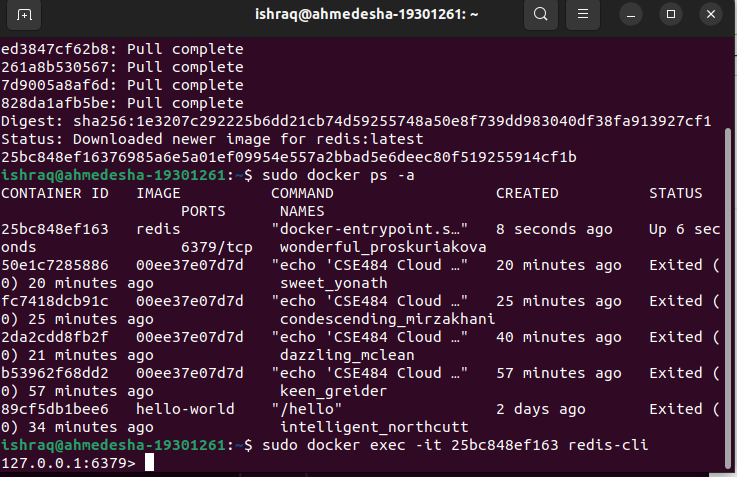 ishraq@ahmedesha-19301261: ~
ed3847cf62b8: Pull complete
261a8b530567: Pull complete
7d9005a8af6d: Pull complete
828da1afb5be: Pull complete
Digest: sha256:1e3207c292225b6dd21cb74d59255748a50e8f739dd983040df38fa913927cf1
Status: Downloaded newer image for redis:latest
25bc848ef16376985a6e5a01ef09954e557a2bbad5e6deec80f519255914cf1b
ishraq@ahmedesha-19301261:~$ sudo docker ps -a
CONTAINER ID   IMAGE          COMMAND                  CREATED          STATUS
                     PORTS      NAMES
25bc848ef163   redis          "docker-entrypoint.s…"   8 seconds ago    Up 6 sec
onds                 6379/tcp   wonderful_proskuriakova
50e1c7285886   00ee37e07d7d   "echo 'CSE484 Cloud …"   20 minutes ago   Exited (
0) 20 minutes ago               sweet_yonath
fc7418dcb91c   00ee37e07d7d   "echo 'CSE484 Cloud …"   25 minutes ago   Exited (
0) 25 minutes ago               condescending_mirzakhani
2da2cdd8fb2f   00ee37e07d7d   "echo 'CSE484 Cloud …"   40 minutes ago   Exited (
0) 21 minutes ago               dazzling_mclean
b53962f68dd2   00ee37e07d7d   "echo 'CSE484 Cloud …"   57 minutes ago   Exited (
0) 57 minutes ago               keen_greider
89cf5db1bee6   hello-world    "/hello"                 2 days ago       Exited (
0) 34 minutes ago               intelligent_northcutt
ishraq@ahmedesha-19301261:~$ sudo docker exec -it 25bc848ef163 redis-cli
127.0.0.1:6379>